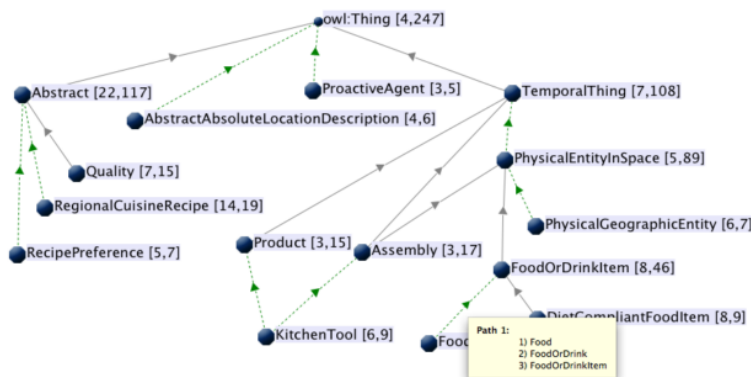 owl:Thing [4,247]
Abstract [22,117]
ProactiveAgent [3,5]
TemporalThing [7,108]
AbstractAbsoluteLocationDescription [4,6]
PhysicalEntityInSpace [5,89]
Quality [7,15]
RegionalCuisineRecipe [14,19]
PhysicalGeographicEntity [6,7]
RecipePreference [5,7]
Product [3,15]
Assembly [3,17]
FoodOrDrinkItem [8,46]
DietCompliantFoodItem [8,9]
KitchenTool [6,9]
Food
Path 1:
1) Food
2) FoodOrDrink
3) FoodOrDrinkItem